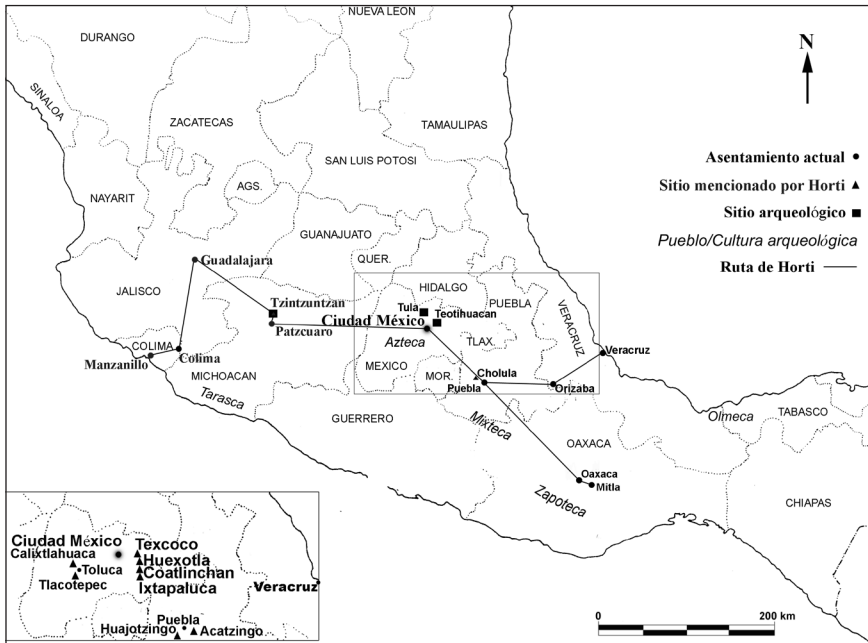 NUEVA LEON
DURANGO
SINALOA
ZACATECAS
TAMAULIPAS
SAN LUIS POTOSI
NAYARIT
AGS.
GUANAJUATO
QUER.
Guadalajara
JALISCO
HIDALGO
PUEBLA
VERACRUZ
Tzintzuntzan
Tula
Teotihuacan
Ciudad México
Patzcuaro
Azteca
TLAX.
COLIMA
Manzanillo
Colima
MICHOACAN
MEXICO
MOR.
Cholula
Puebla
Orizaba
Veracruz
Tarasca
GUERRERO
Mixteca
OAXACA
Olmeca
TABASCO
Oaxaca
Mitla
Zapoteca
CHIAPAS
N
Asentamiento actual
Sitio mencionado por Horti
Sitio arqueológico
Pueblo/Cultura arqueológica
Ruta de Horti
Ciudad México
Calixtlahuaca
Toluca
Tlacotepec
Texcoco
Huexotla
Coatlinchan
Ixtapaluca
Veracruz
Puebla
Huajotzingo
Acatzingo
0
200 km